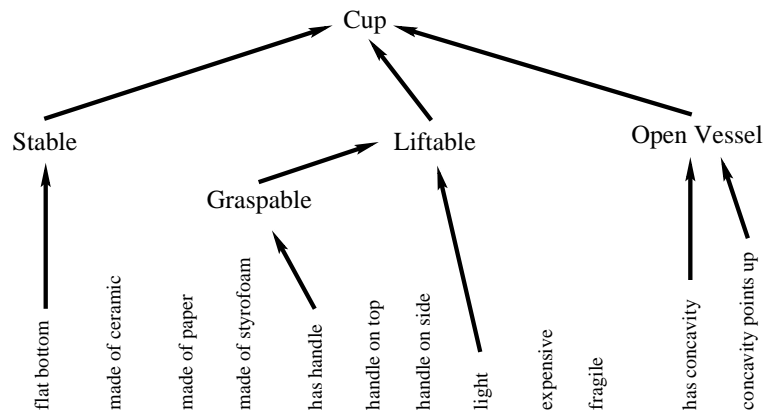 Cup
Stable
Liftable
Open Vessel
Graspable
flat bottom
made of ceramic
made of paper
made of styrofoam
has handle
handle on top
handle on side
light
expensive
fragile
has concavity
concavity points up